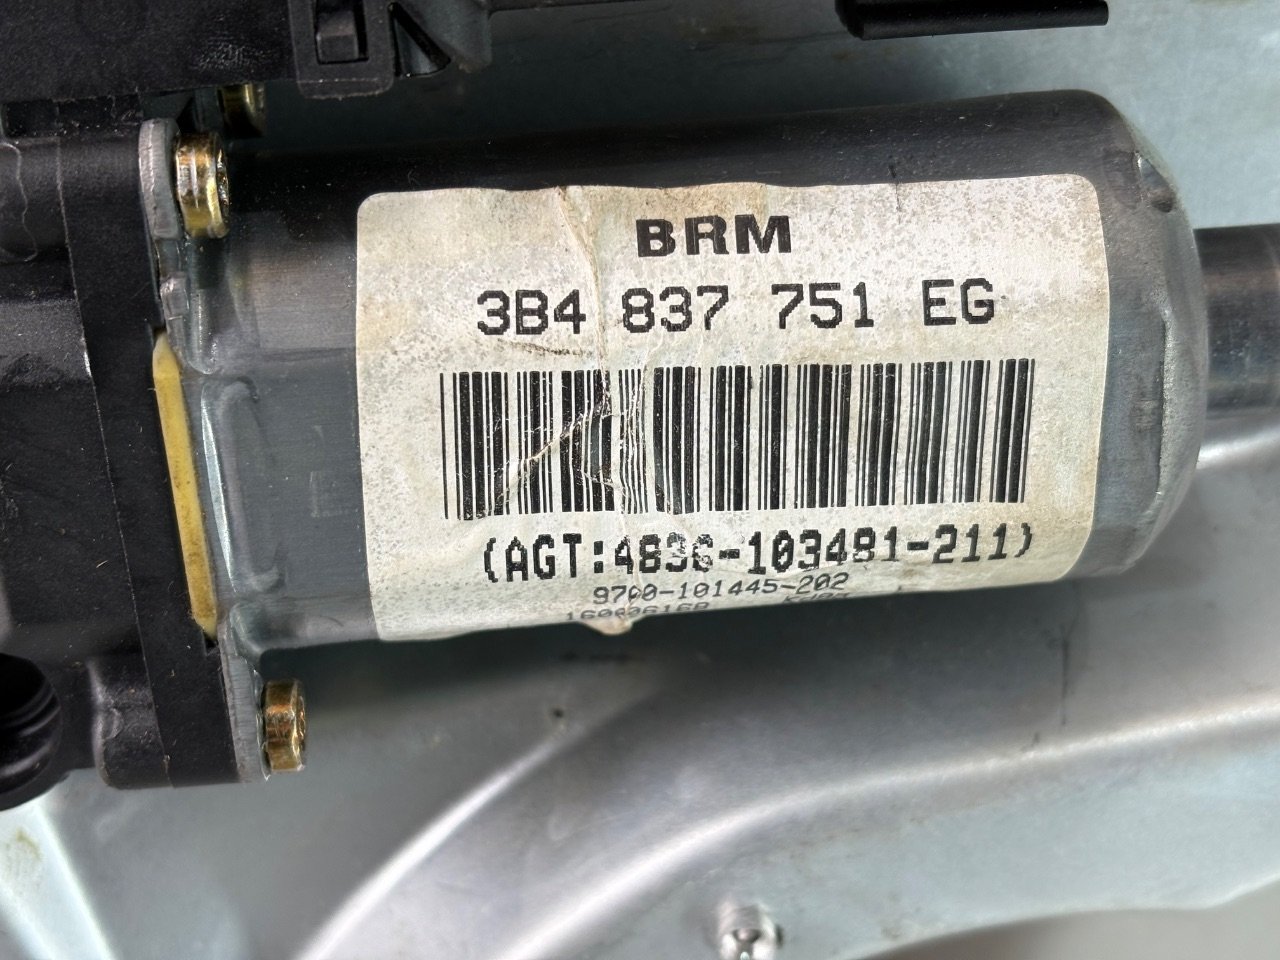 BRM
3B4 837 751 EG
(AGT:4836-103481-211)
9700-101445-202